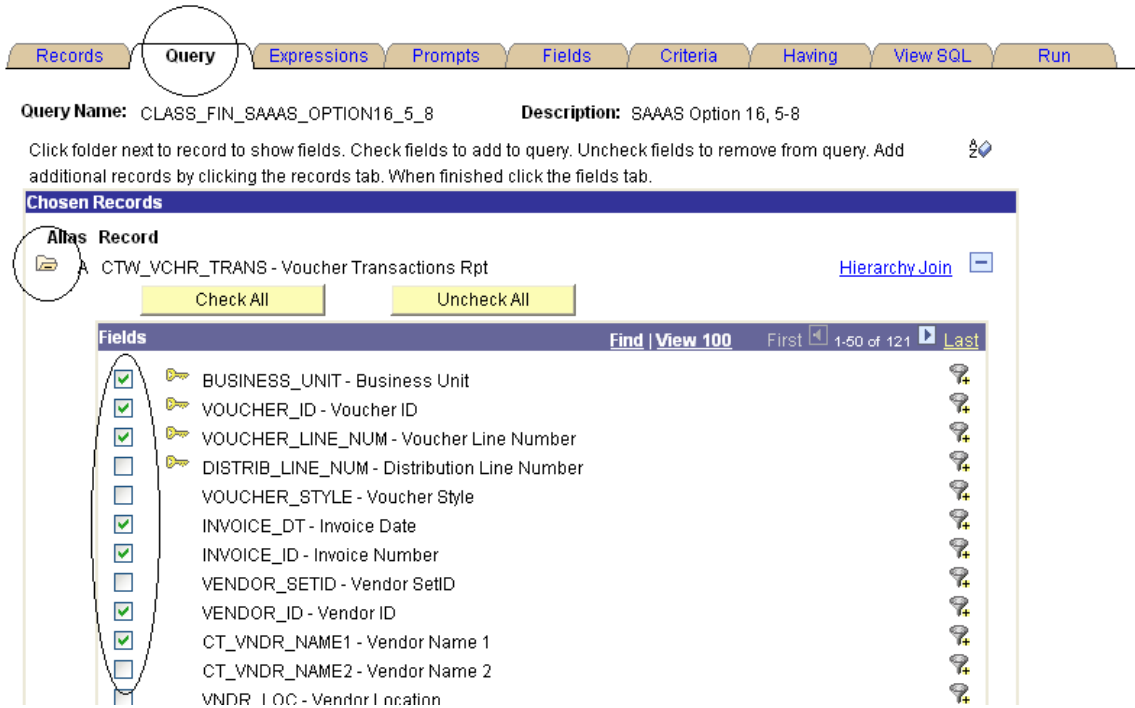 Records Query Expressions Prompts Fields Criteria Having View SQL Run
Query Name: CLASS_FIN_SAAAS_OPTION16_5_8 Description: SAAAS Option 16, 5-8
Click folder next to record to show fields. Check fields to add to query. Uncheck fields to remove from query. Add
additional records by clicking the records tab. When finished click the fields tab.
Chosen Records
Alias Record
A CTW_VCHR_TRANS - Voucher Transactions Rpt Hierarchy Join
Check All Uncheck All
Fields Find | View 100 First 1-50 of 121 Last
BUSINESS_UNIT - Business Unit
VOUCHER_ID - Voucher ID
VOUCHER_LINE_NUM - Voucher Line Number
DISTRIB_LINE_NUM - Distribution Line Number
VOUCHER_STYLE - Voucher Style
INVOICE_DT - Invoice Date
INVOICE_ID - Invoice Number
VENDOR_SETID - Vendor SetID
VENDOR_ID - Vendor ID
CT_VNDR_NAME1 - Vendor Name 1
CT_VNDR_NAME2 - Vendor Name 2
VNDR_LOC - Vendor Location